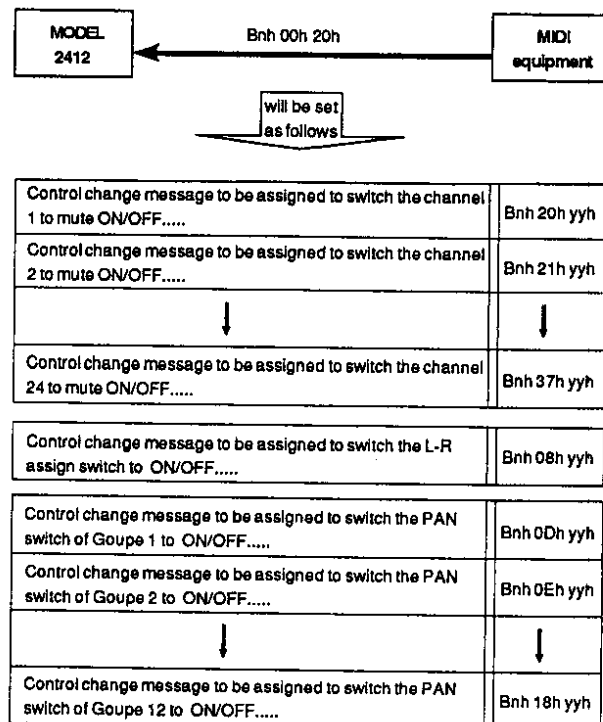 MODEL
2412
Bnh 00h 20h
MIDI
equipment
will be set
as follows
Control change message to be assigned to switch the channel
1 to mute ON/OFF.....
Bnh 20h yyh
Control change message to be assigned to switch the channel
2 to mute ON/OFF.....
Bnh 21h yyh
Control change message to be assigned to switch the channel
24 to mute ON/OFF.....
Bnh 37h yyh
Control change message to be assigned to switch the L-R
assign switch to ON/OFF.....
Bnh 08h yyh
Control change message to be assigned to switch the PAN
switch of Goupe 1 to ON/OFF.....
Bnh 0Dh yyh
Control change message to be assigned to switch the PAN
switch of Goupe 2 to ON/OFF.....
Bnh 0Eh yyh
Control change message to be assigned to switch the PAN
switch of Goupe 12 to ON/OFF.....
Bnh 18h yyh